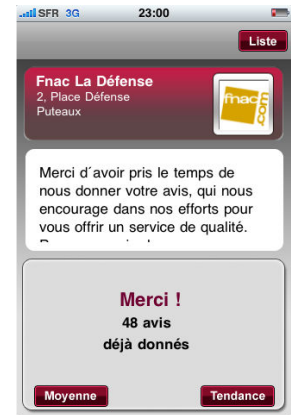 SFR 3G 23:00
Liste
Fnac La Défense
2, Place Défense
Puteaux
fnac
.com
Merci d´avoir pris le temps de
nous donner votre avis, qui nous
encourage dans nos efforts pour
vous offrir un service de qualité.
Merci !
48 avis
déjà donnés
Moyenne
Tendance